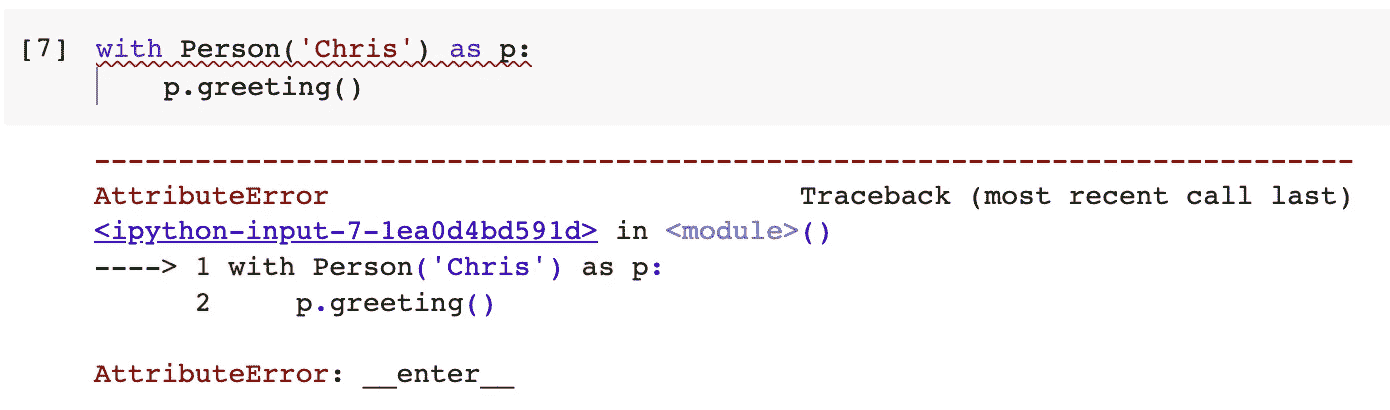 [7] with Person('Chris') as p:
    p.greeting()
---------------------------------------------------------------------------
AttributeError                            Traceback (most recent call last)
<ipython-input-7-1ea0d4bd591d> in <module>()
----> 1 with Person('Chris') as p:
      2     p.greeting()
AttributeError: __enter__